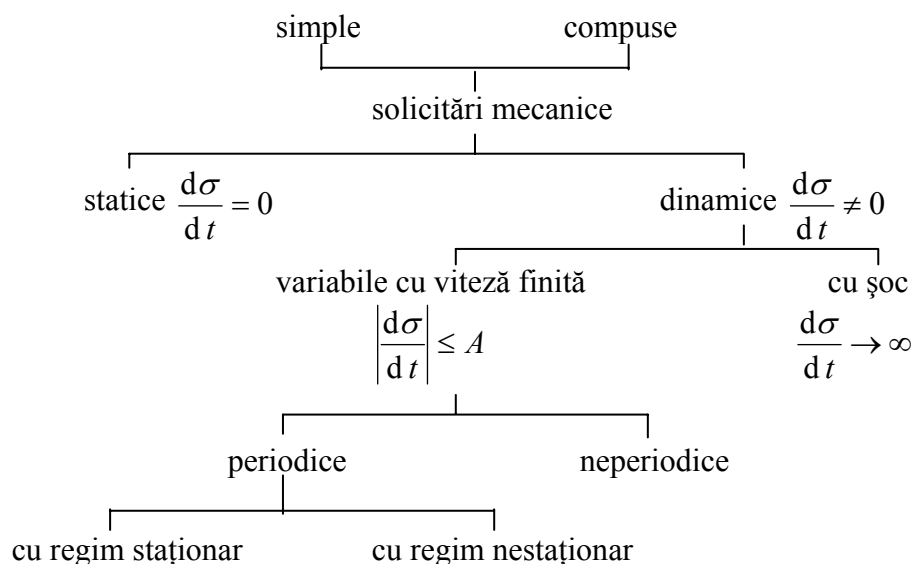 simple compuse
solicitări mecanice
statice dσ/dt = 0 dinamice dσ/dt ≠ 0
variabile cu viteză finită cu şoc
|dσ/dt| ≤ A dσ/dt → ∞
periodice neperiodice
cu regim staţionar cu regim nestaţionar